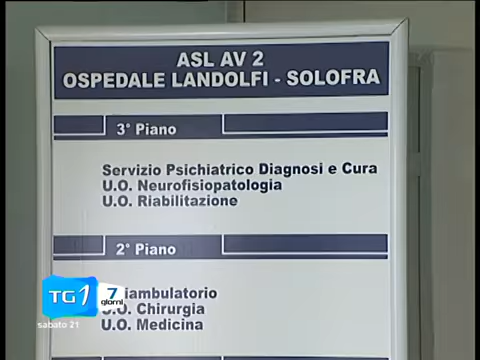 ASL AV 2
OSPEDALE LANDOLFI - SOLOFRA
3° Piano
Servizio Psichiatrico Diagnosi e Cura
U.O. Neurofisiopatologia
U.O. Riabilitazione
2° Piano
U.O. Chirurgia
U.O. Medicina
TG1 7
giorni
sabato 21